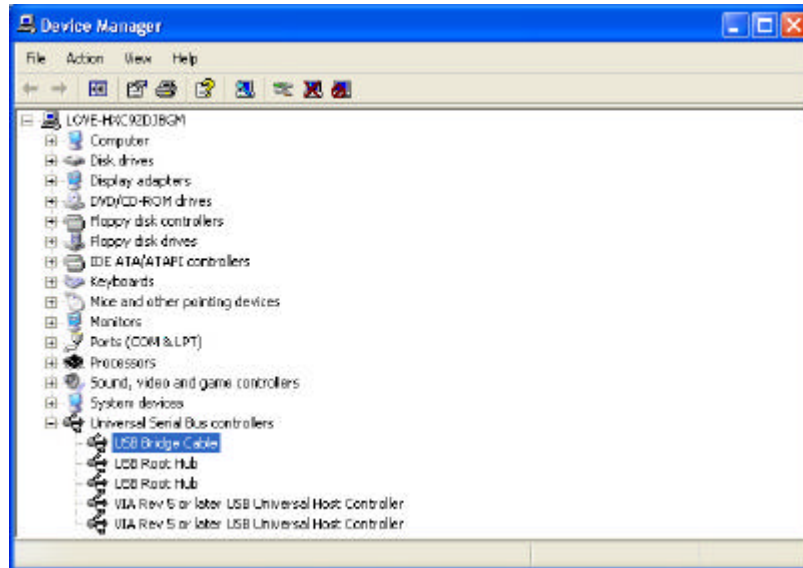 Device Manager
File Action View Help
LOVE-HXC92DJBGM
Computer
Disk drives
Display adapters
DVD/CD-ROM drives
Floppy disk controllers
Floppy disk drives
IDE ATA/ATAPI controllers
Keyboards
Mice and other pointing devices
Monitors
Ports (COM & LPT)
Processors
Sound, video and game controllers
System devices
Universal Serial Bus controllers
USB Bridge Cable
USB Root Hub
USB Root Hub
VIA Rev 5 or later USB Universal Host Controller
VIA Rev 5 or later USB Universal Host Controller